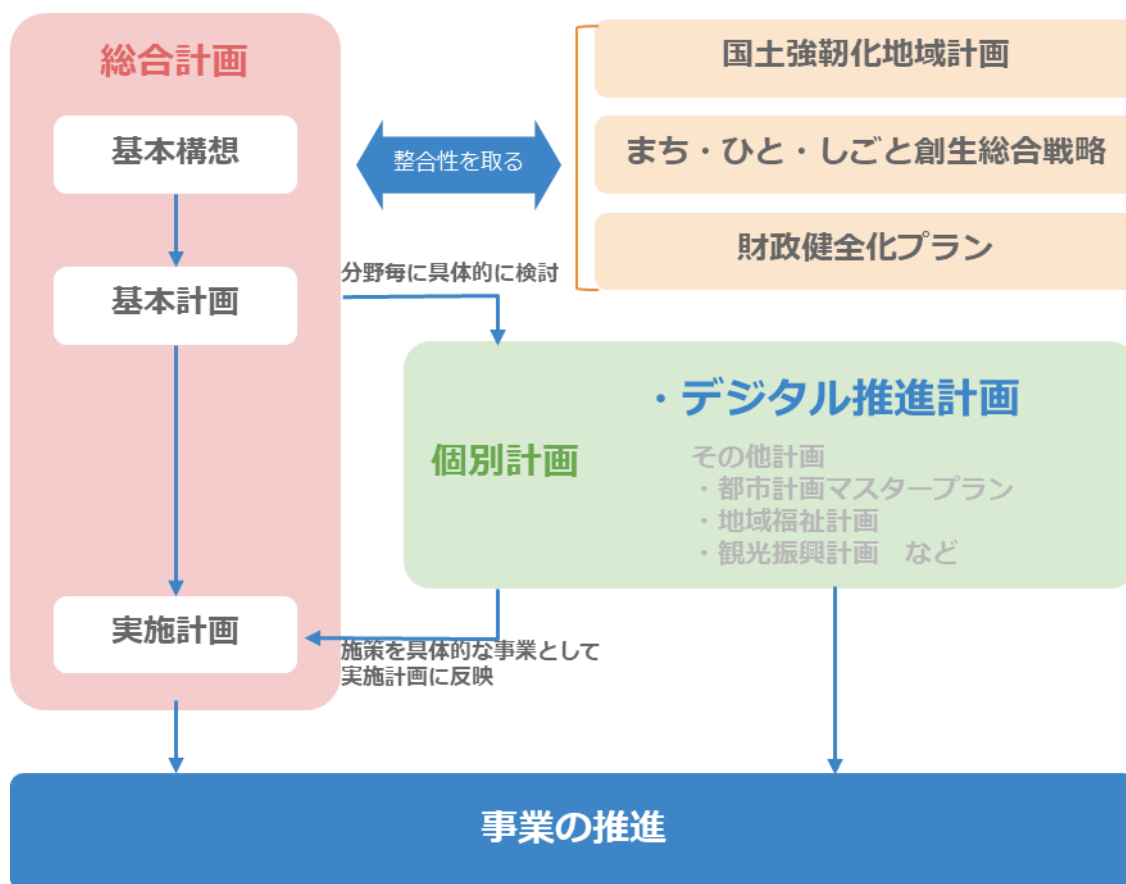 総合計画
基本構想
基本計画
実施計画
整合性を取る
国土強靭化地域計画
まち・ひと・しごと創生総合戦略
財政健全化プラン
分野毎に具体的に検討
個別計画
・デジタル推進計画
その他計画
・都市計画マスタープラン
・地域福祉計画
・観光振興計画　など
施策を具体的な事業として
実施計画に反映
事業の推進